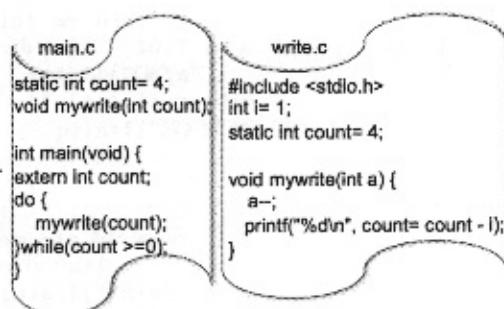 main.c
static int count= 4;
void mywrite(int count);
int main(void) {
extern int count;
do {
mywrite(count);
}while(count >=0);
}
write.c
#include <stdio.h>
int i= 1;
static int count= 4;
void mywrite(int a) {
a--;
printf("%d\n", count= count - i);
}